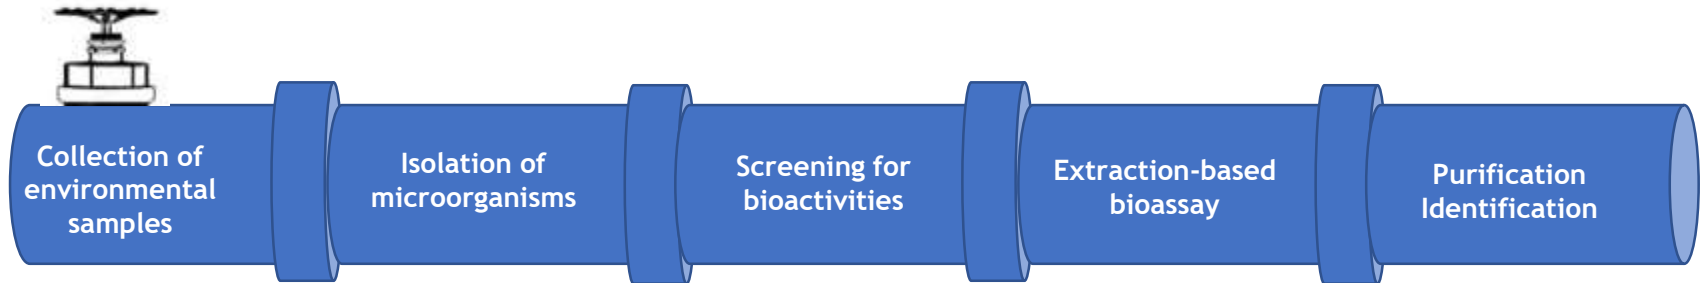 Collection of
environmental
samples
Isolation of
microorganisms
Screening for
bioactivities
Extraction-based
bioassay
Purification
Identification